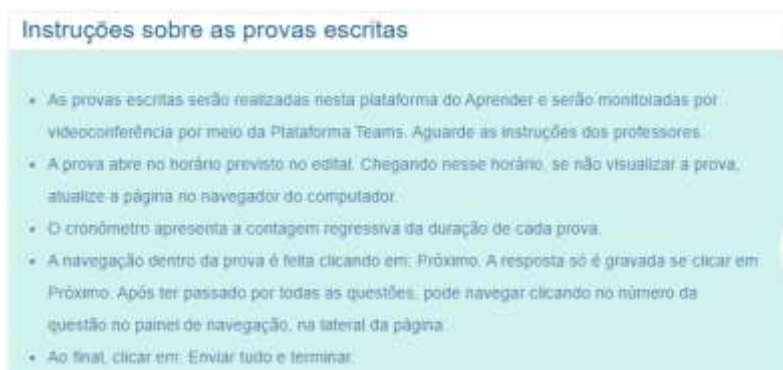 Instruções sobre as provas escritas
• As provas escritas serão realizadas nesta plataforma do Aprender e serão monitoradas por
videoconferência por meio da Plataforma Teams. Aguarde as instruções dos professores.
• A prova abre no horário previsto no edital. Chegando nesse horário, se não visualizar a prova,
atualize a página no navegador do computador.
• O cronômetro apresenta a contagem regressiva da duração de cada prova.
• A navegação dentro da prova é feita clicando em: Próximo. A resposta só é gravada se clicar em
Próximo. Após ter passado por todas as questões, pode navegar clicando no número da
questão no painel de navegação, na lateral da página.
• Ao final, clicar em: Enviar tudo e terminar.